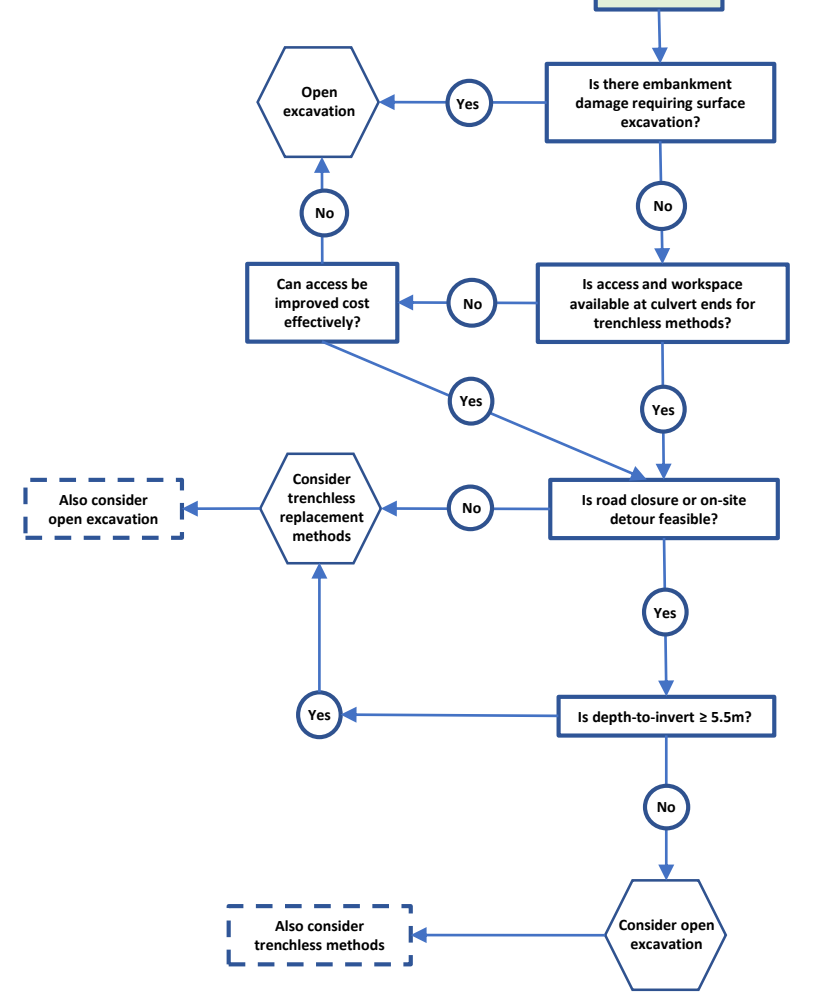 Is there embankment
damage requiring surface
excavation?
Yes
Open
excavation
No
No
Is access and workspace
available at culvert ends for
trenchless methods?
No
Can access be
improved cost
effectively?
Yes
Yes
Is road closure or on-site
detour feasible?
No
Consider
trenchless
replacement
methods
Also consider
open excavation
Yes
Is depth-to-invert ≥ 5.5m?
Yes
No
Consider open
excavation
Also consider
trenchless methods